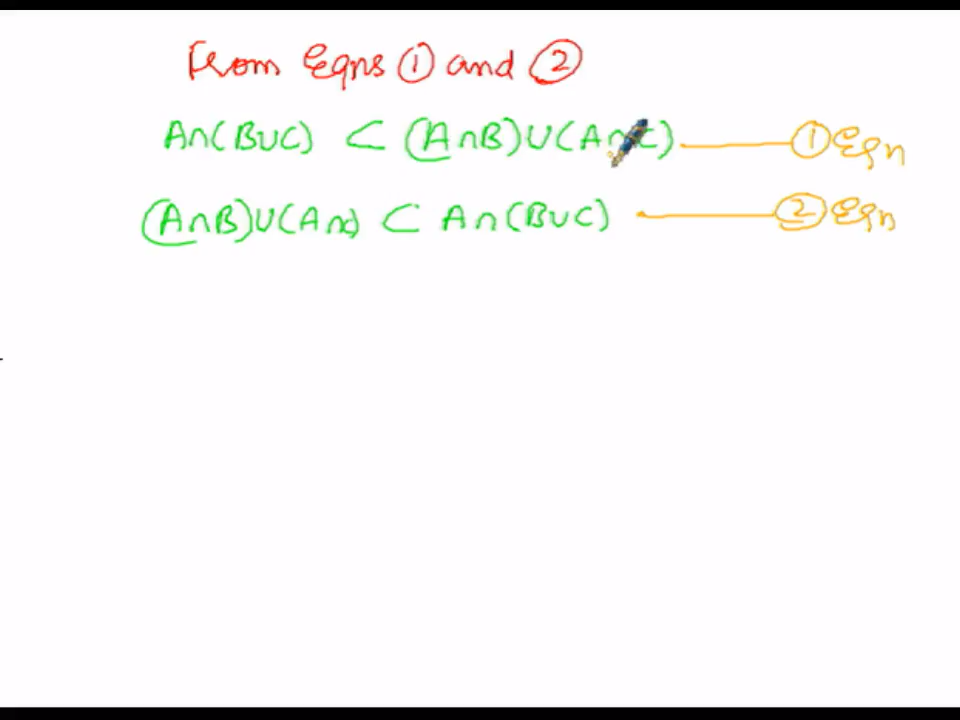 From Eqns ① and ②
A∩(B∪C) ⊂ (A∩B)∪(A∩C) ① Eqn
(A∩B)∪(A∩) ⊂ A∩(B∪C) ② Eqn